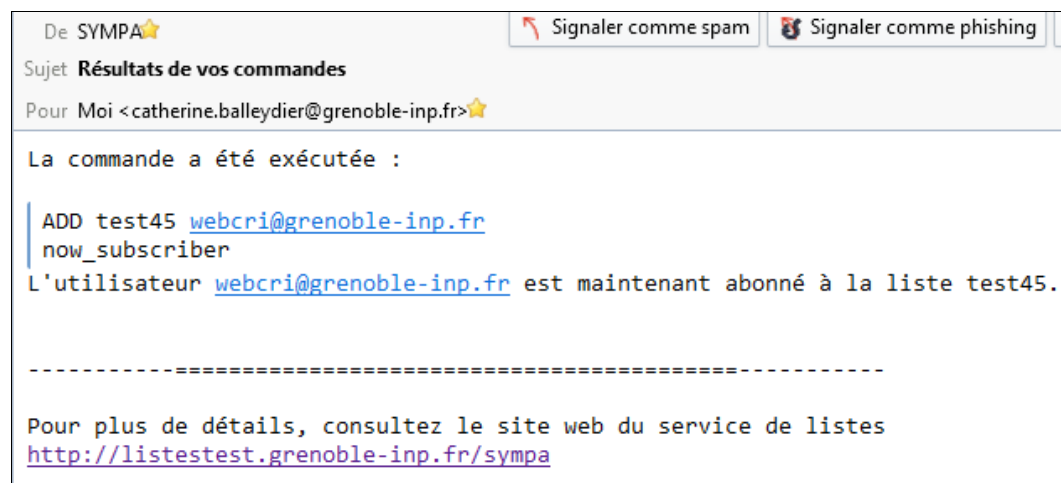 De SYMPA Signaler comme spam Signaler comme phishing
Sujet Résultats de vos commandes
Pour Moi <catherine.balleydier@grenoble-inp.fr>
La commande a été exécutée :
ADD test45 webcri@grenoble-inp.fr
now_subscriber
L'utilisateur webcri@grenoble-inp.fr est maintenant abonné à la liste test45.
-----------==========================================-----------
Pour plus de détails, consultez le site web du service de listes
http://listestest.grenoble-inp.fr/sympa